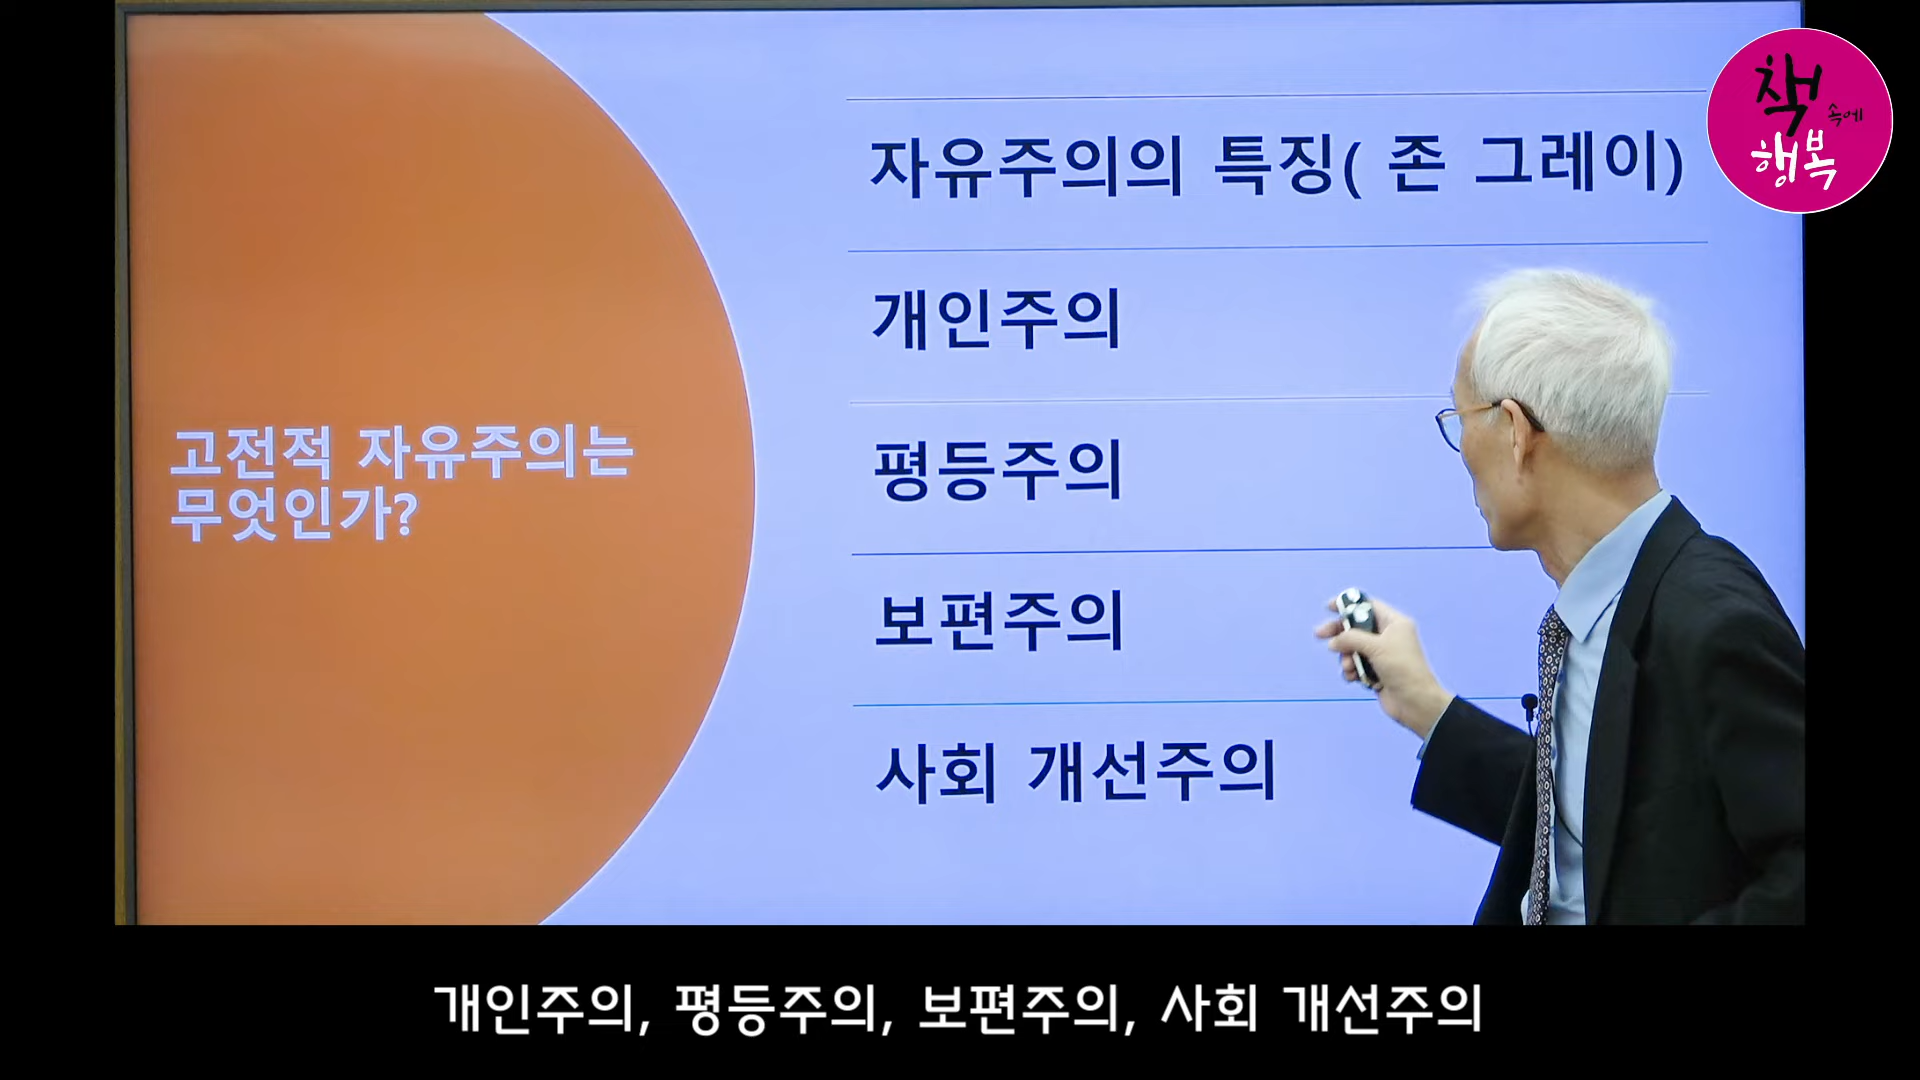 책
속에
행복
자유주의의 특징( 존 그레이)
개인주의
평등주의
보편주의
사회 개선주의
고전적 자유주의는
무엇인가?
개인주의, 평등주의, 보편주의, 사회 개선주의